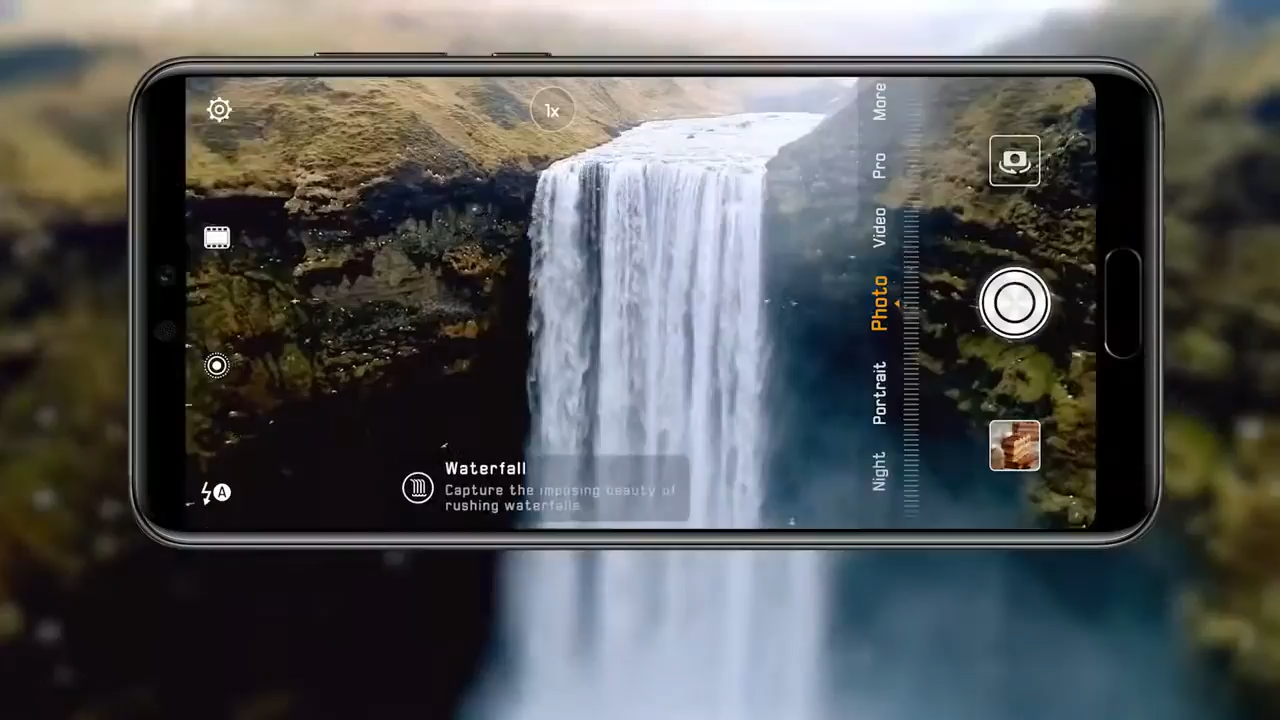 1x
More
Pro
Video
Photo
Portrait
Night
A
Waterfall
Capture the imposing beauty of
rushing waterfalls